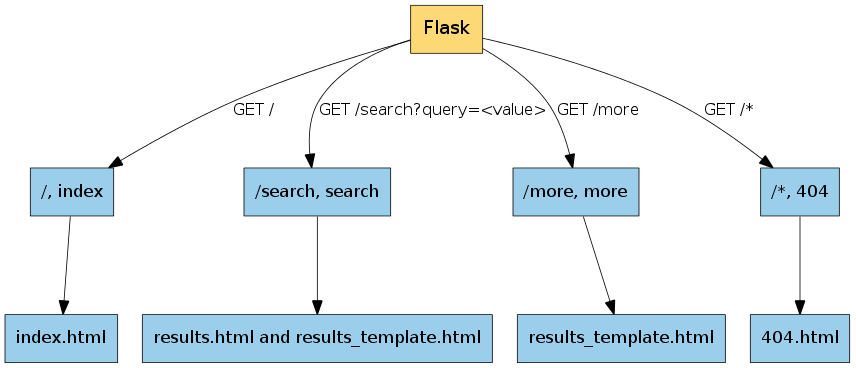 Flask
GET /
GET /search?query=<value>
GET /more
GET /*
/, index
/search, search
/more, more
/*, 404
index.html
results.html and results_template.html
results_template.html
404.html